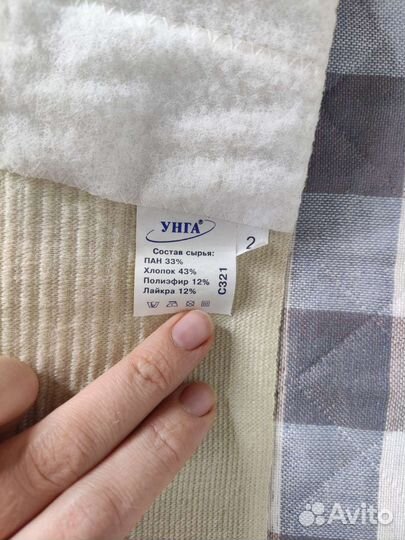 УНГА®
2
Состав сырья:
ПАН 33%
Хлопок 43%
Полиэфир 12%
Лайкра 12%
С321
Avito